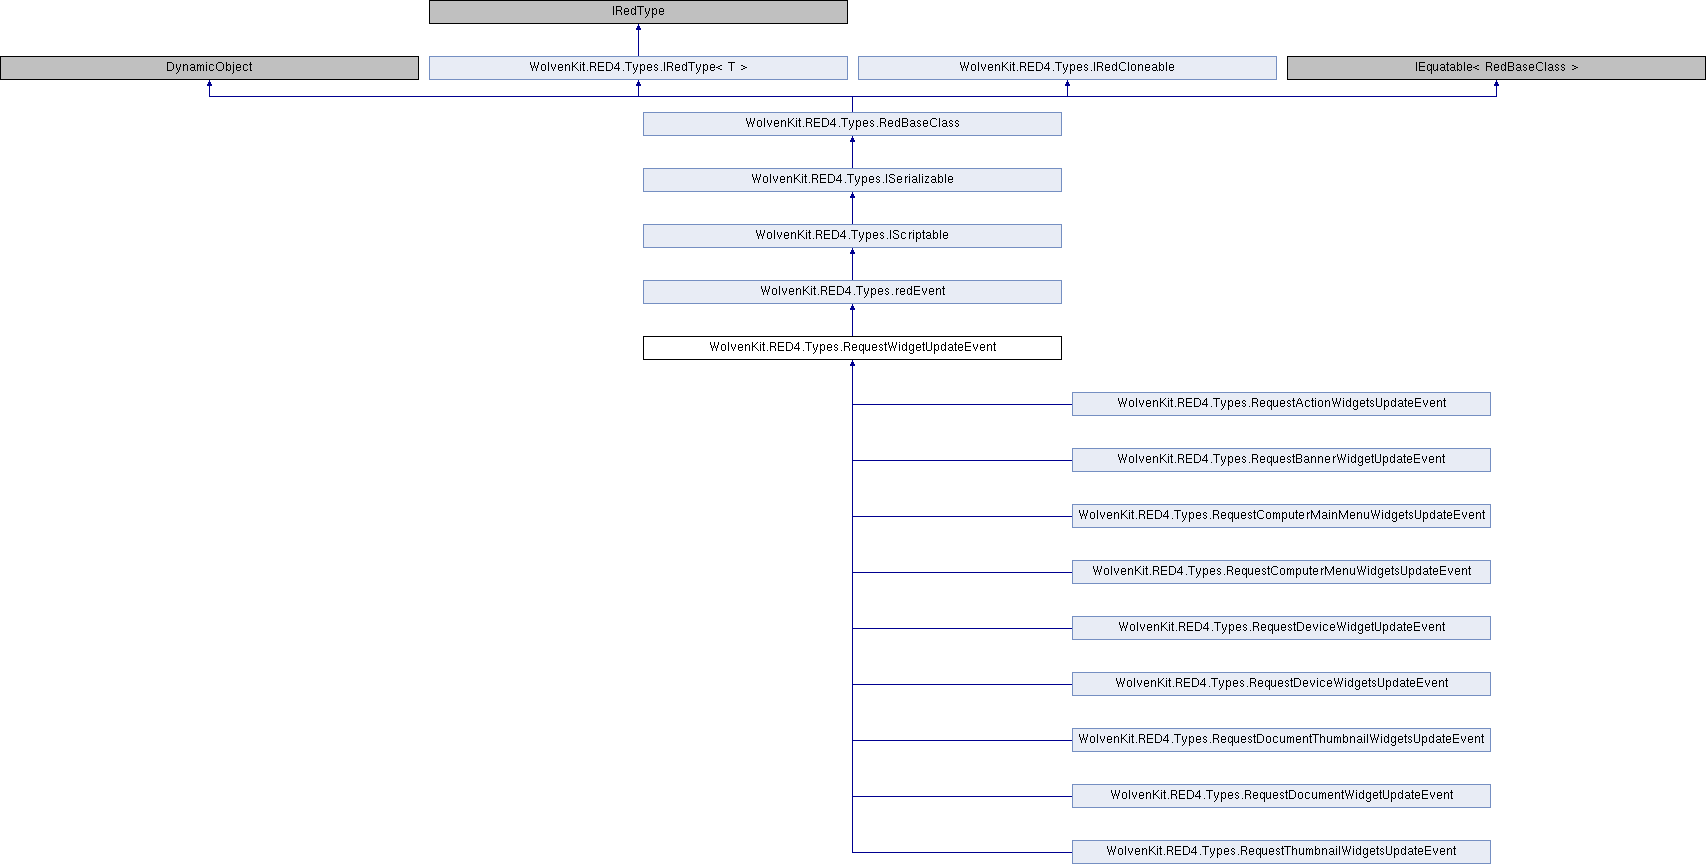 IRedType
DynamicObject
WolvenKit.RED4.Types.IRedType< T >
WolvenKit.RED4.Types.IRedCloneable
IEquatable< RedBaseClass >
WolvenKit.RED4.Types.RedBaseClass
WolvenKit.RED4.Types.ISerializable
WolvenKit.RED4.Types.IScriptable
WolvenKit.RED4.Types.redEvent
WolvenKit.RED4.Types.RequestWidgetUpdateEvent
WolvenKit.RED4.Types.RequestActionWidgetsUpdateEvent
WolvenKit.RED4.Types.RequestBannerWidgetUpdateEvent
WolvenKit.RED4.Types.RequestComputerMainMenuWidgetsUpdateEvent
WolvenKit.RED4.Types.RequestComputerMenuWidgetsUpdateEvent
WolvenKit.RED4.Types.RequestDeviceWidgetUpdateEvent
WolvenKit.RED4.Types.RequestDeviceWidgetsUpdateEvent
WolvenKit.RED4.Types.RequestDocumentThumbnailWidgetsUpdateEvent
WolvenKit.RED4.Types.RequestDocumentWidgetUpdateEvent
WolvenKit.RED4.Types.RequestThumbnailWidgetsUpdateEvent